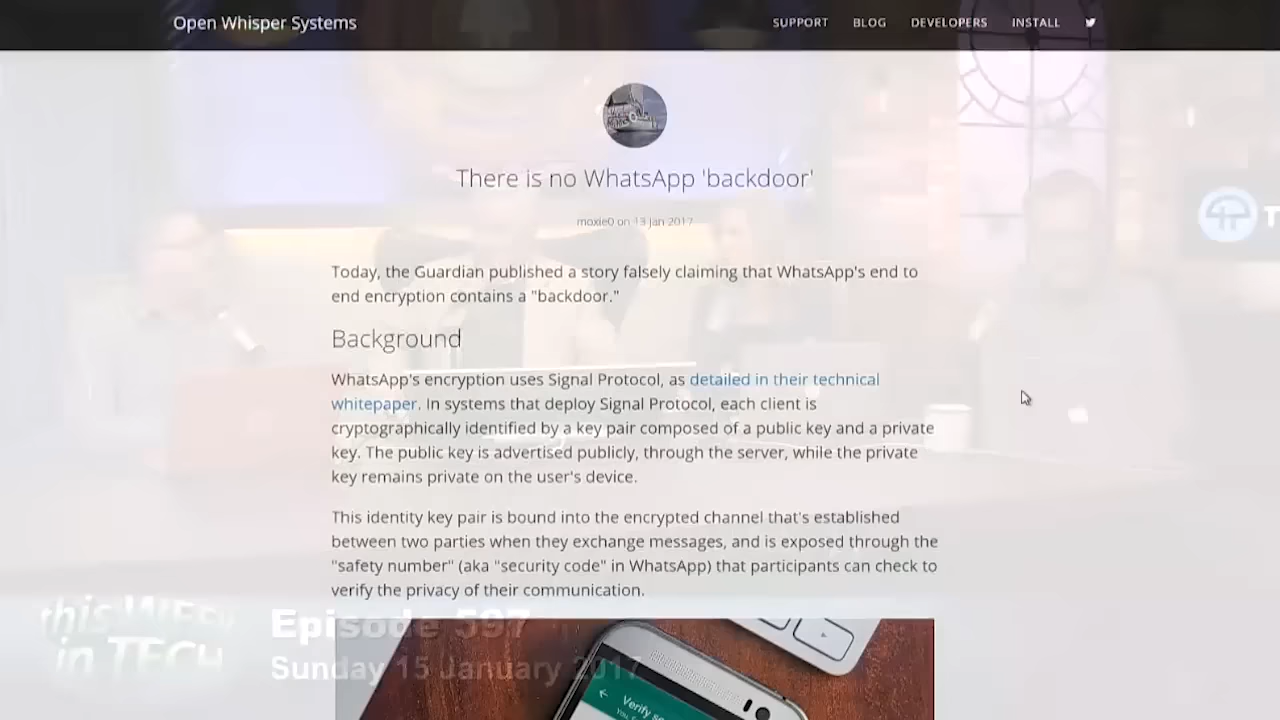 Open Whisper Systems
SUPPORT BLOG DEVELOPERS INSTALL
There is no WhatsApp 'backdoor'
moxie0 on 13 Jan 2017
Today, the Guardian published a story falsely claiming that WhatsApp's end to
end encryption contains a "backdoor."
Background
WhatsApp's encryption uses Signal Protocol, as detailed in their technical
whitepaper. In systems that deploy Signal Protocol, each client is
cryptographically identified by a key pair composed of a public key and a private
key. The public key is advertised publicly, through the server, while the private
key remains private on the user's device.
This identity key pair is bound into the encrypted channel that's established
between two parties when they exchange messages, and is exposed through the
"safety number" (aka "security code" in WhatsApp) that participants can check to
verify the privacy of their communication.
this WEEK
in TECH
Episode 597
Sunday 15 January 2017
Verify